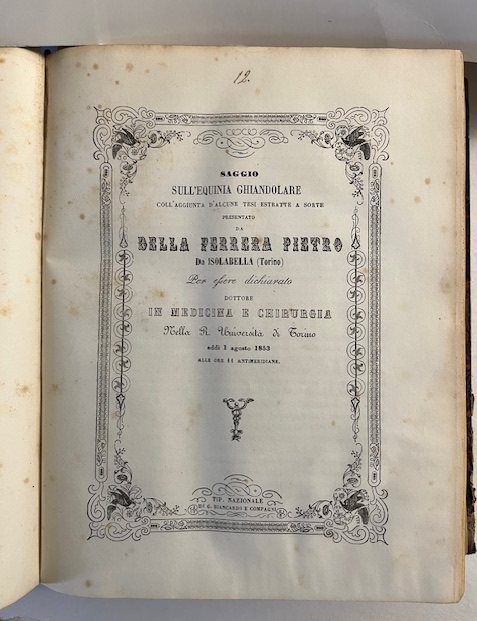 12.
SAGGIO
SULL'EQUINIA GHIANDOLARE
COLL'AGGIUNTA D'ALCUNE TESI ESTRATTE A SORTE
PRESENTATO
DA
DELLA FERRERA PIETRO
Da ISOLABELLA (Torino)
Per essere dichiarato
DOTTORE
IN MEDICINA E CHIRURGIA
Nella R. Università di Torino
addì 1 agosto 1853
ALLE ORE 11 ANTIMERIDIANE.
TIP. NAZIONALE
DI G. BIANCARDI E COMPAGNI